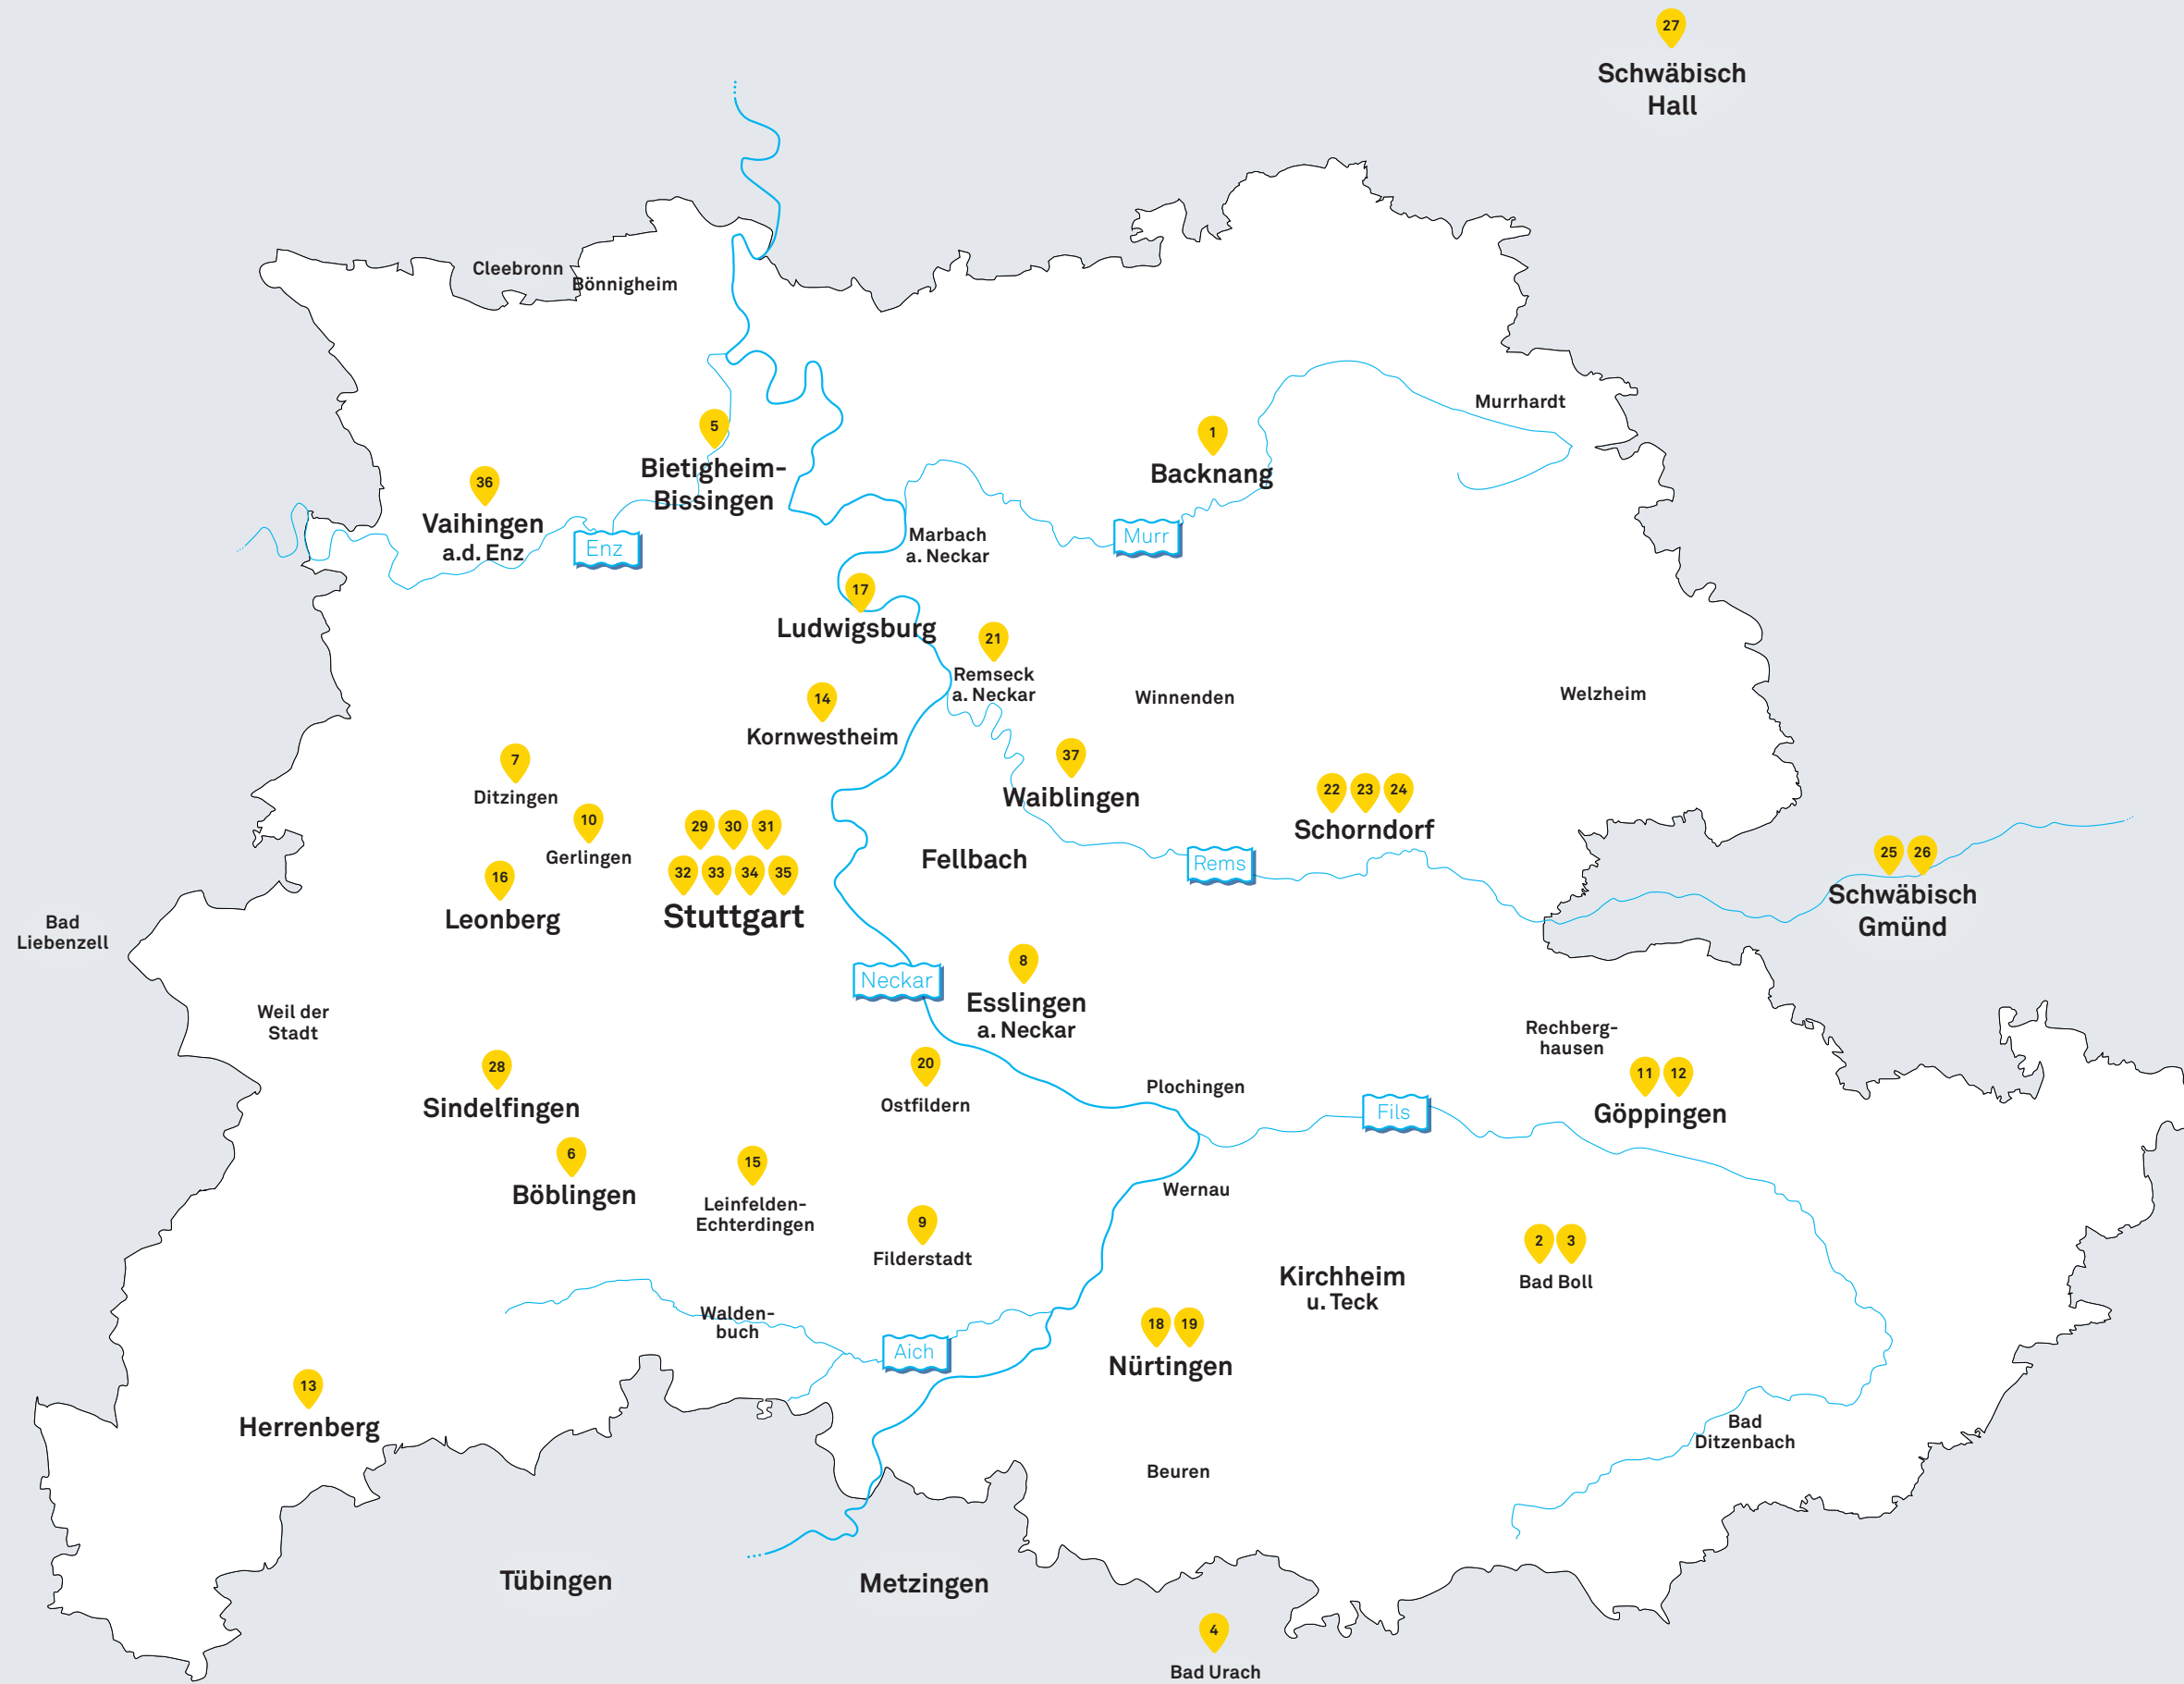 27
Schwäbisch
Hall
Cleebronn
Bönnigheim
Murrhardt
5
Bietigheim-
Bissingen
1
Backnang
36
Vaihingen
a.d. Enz
Enz
Marbach
a. Neckar
Murr
17
Ludwigsburg
21
Remseck
a. Neckar
Winnenden
Welzheim
14
Kornwestheim
7
Ditzingen
37
Waiblingen
22 23 24
Schorndorf
10
Gerlingen
29 30 31
32 33 34 35
Stuttgart
Fellbach
Rems
25 26
Schwäbisch
Gmünd
16
Leonberg
Bad
Liebenzell
Neckar
8
Esslingen
a. Neckar
Weil der
Stadt
Rechberg-
hausen
28
Sindelfingen
20
Ostfildern
Plochingen
Fils
11 12
Göppingen
6
Böblingen
15
Leinfelden-
Echterdingen
Wernau
9
Filderstadt
2 3
Bad Boll
Kirchheim
u. Teck
Walden-
buch
Aich
18 19
Nürtingen
13
Herrenberg
Bad
Ditzenbach
Beuren
Tübingen
Metzingen
4
Bad Urach